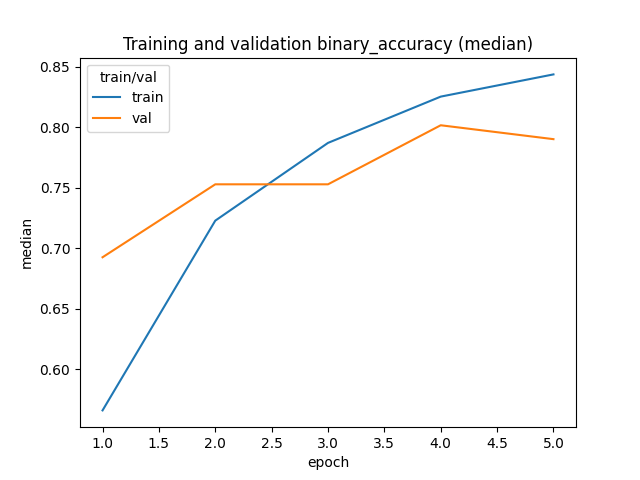 Training and validation binary_accuracy (median)
train/val
train
val
median
0.85
0.80
0.75
0.70
0.65
0.60
1.0 1.5 2.0 2.5 3.0 3.5 4.0 4.5 5.0
epoch